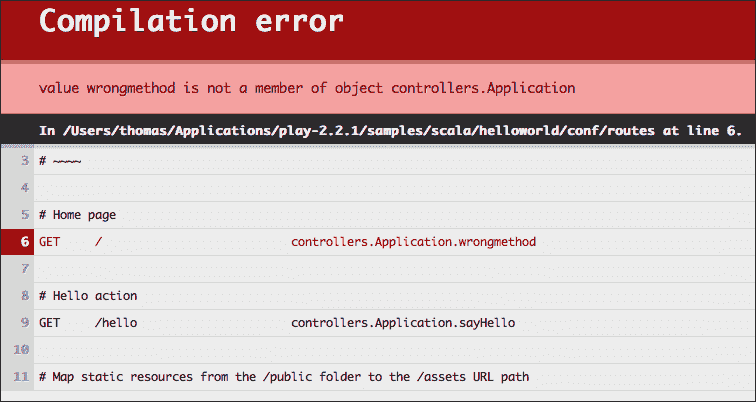 Compilation error
value wrongmethod is not a member of object controllers.Application
In /Users/thomas/Applications/play-2.2.1/samples/scala/helloworld/conf/routes at line 6.
3 # ~~~~
4
5 # Home page
6 GET / controllers.Application.wrongmethod
7
8 # Hello action
9 GET /hello controllers.Application.sayHello
10
11 # Map static resources from the /public folder to the /assets URL path